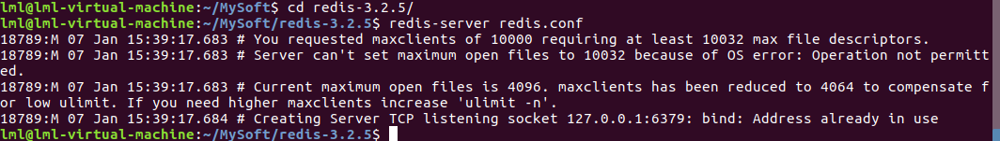 lml@lml-virtual-machine:~/MySoft$ cd redis-3.2.5/
lml@lml-virtual-machine:~/MySoft/redis-3.2.5$ redis-server redis.conf
18789:M 07 Jan 15:39:17.683 # You requested maxclients of 10000 requiring at least 10032 max file descriptors.
18789:M 07 Jan 15:39:17.683 # Server can't set maximum open files to 10032 because of OS error: Operation not permitt
ed.
18789:M 07 Jan 15:39:17.683 # Current maximum open files is 4096. maxclients has been reduced to 4064 to compensate f
or low ulimit. If you need higher maxclients increase 'ulimit -n'.
18789:M 07 Jan 15:39:17.684 # Creating Server TCP listening socket 127.0.0.1:6379: bind: Address already in use
lml@lml-virtual-machine:~/MySoft/redis-3.2.5$